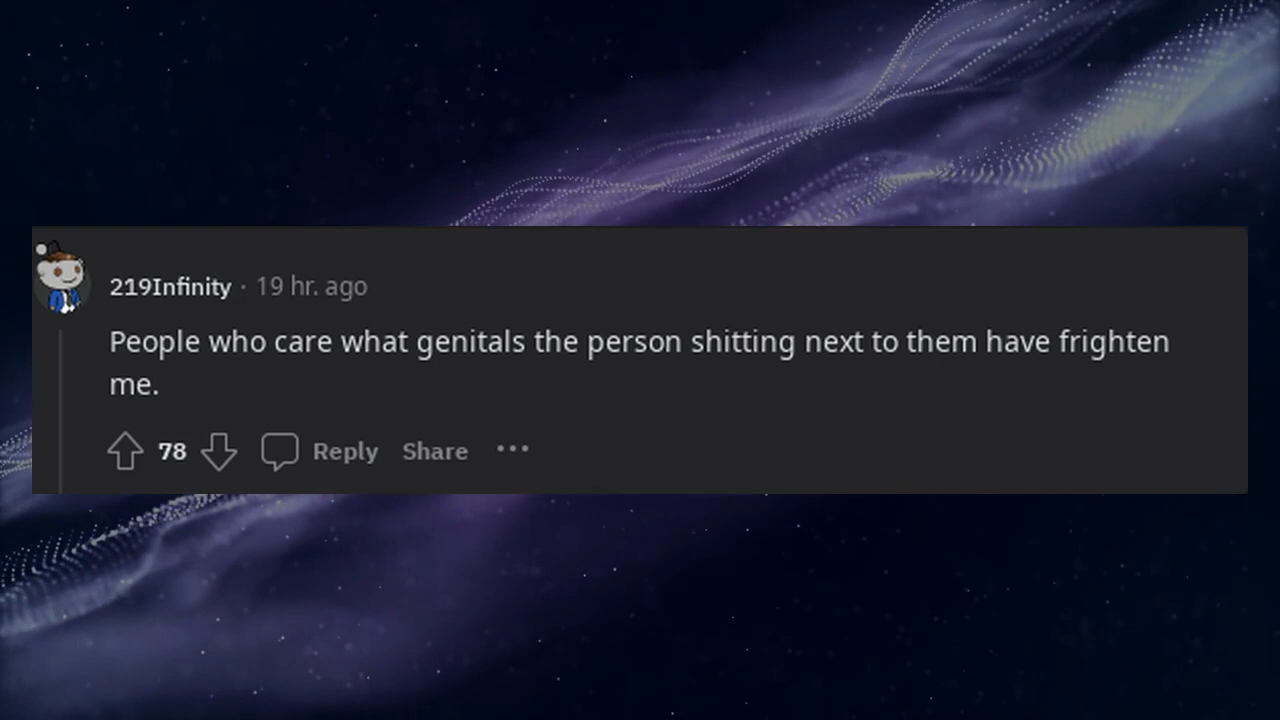 219Infinity · 19 hr. ago
People who care what genitals the person shitting next to them have frighten
me.
78 Reply Share ···